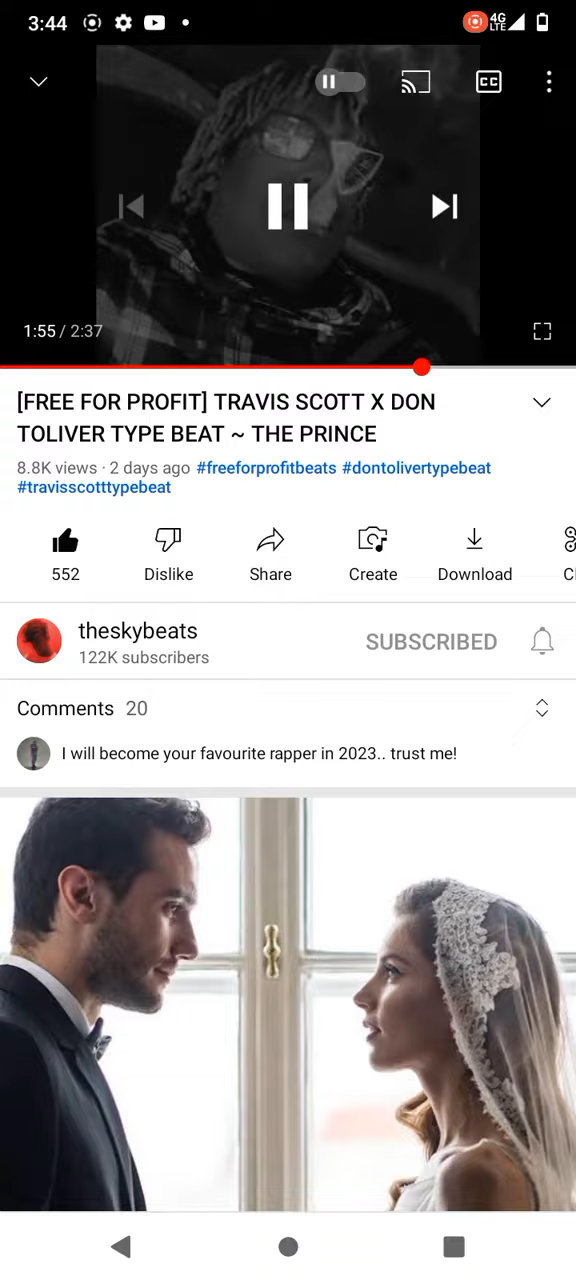 3:44
4G
LTE
CC
1:55 / 2:37
[FREE FOR PROFIT] TRAVIS SCOTT X DON
TOLIVER TYPE BEAT ~ THE PRINCE
8.8K views · 2 days ago #freeforprofitbeats #dontolivertypebeat
#travisscotttypebeat
552 Dislike Share Create Download
theskybeats
SUBSCRIBED
122K subscribers
Comments 20
I will become your favourite rapper in 2023.. trust me!